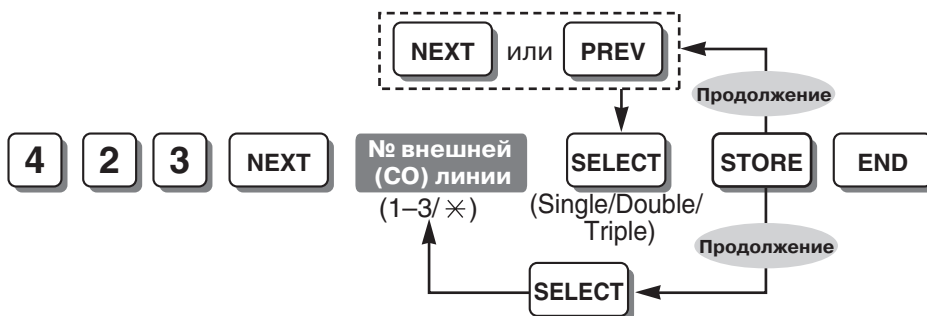 NEXT или PREV
Продолжение
4 2 3 NEXT № внешней (CO) линии SELECT STORE END
(1–3/✳) (Single/Double/
Triple)
Продолжение
SELECT